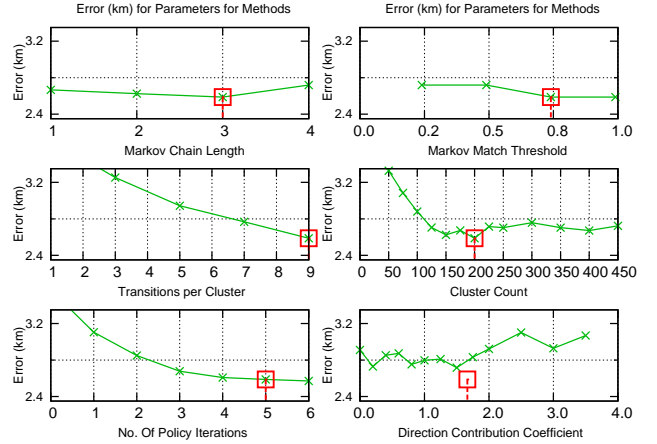 Error (km) for Parameters for Methods
Error (km)
3.2
2.4
1 2 3 4
Markov Chain Length
Error (km) for Parameters for Methods
Error (km)
3.2
2.4
0.0 0.2 0.5 0.8 1.0
Markov Match Threshold
Error (km)
3.2
2.4
1 2 3 4 5 6 7 8 9
Transitions per Cluster
Error (km)
3.2
2.4
0 50 100 150 200 250 300 350 400 450
Cluster Count
Error (km)
3.2
2.4
0 1 2 3 4 5 6
No. Of Policy Iterations
Error (km)
3.2
2.4
0.0 1.0 2.0 3.0 4.0
Direction Contribution Coefficient